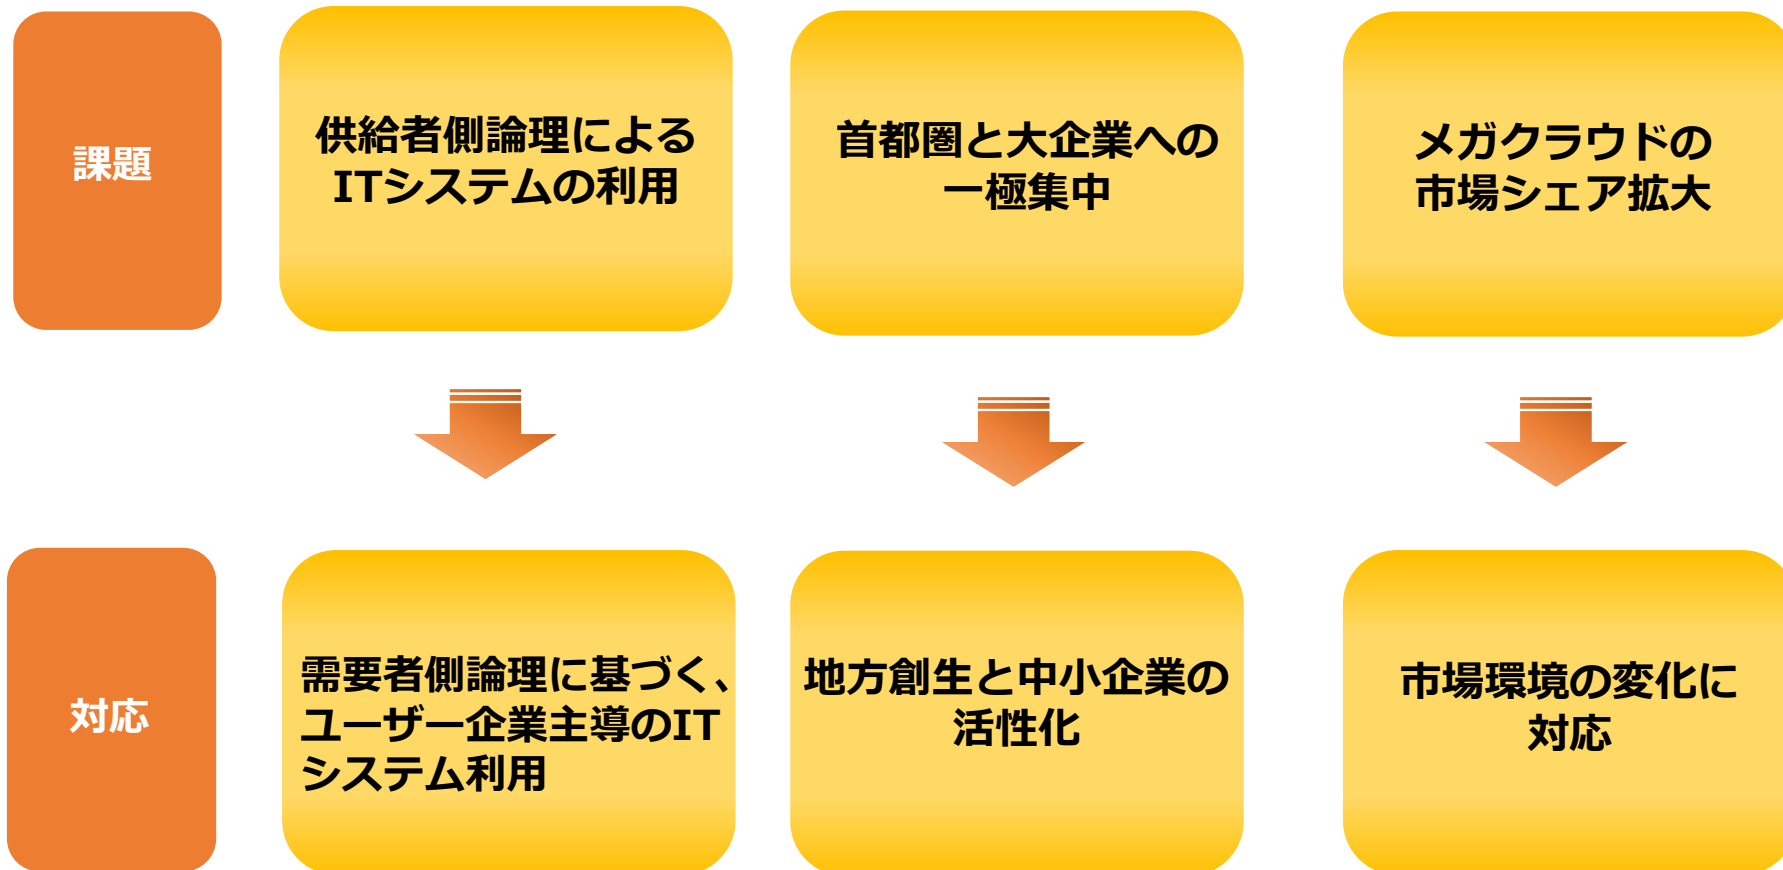 課題
供給者側論理による
ITシステムの利用
首都圏と大企業への
一極集中
メガクラウドの
市場シェア拡大
対応
需要者側論理に基づく、
ユーザー企業主導のIT
システム利用
地方創生と中小企業の
活性化
市場環境の変化に
対応